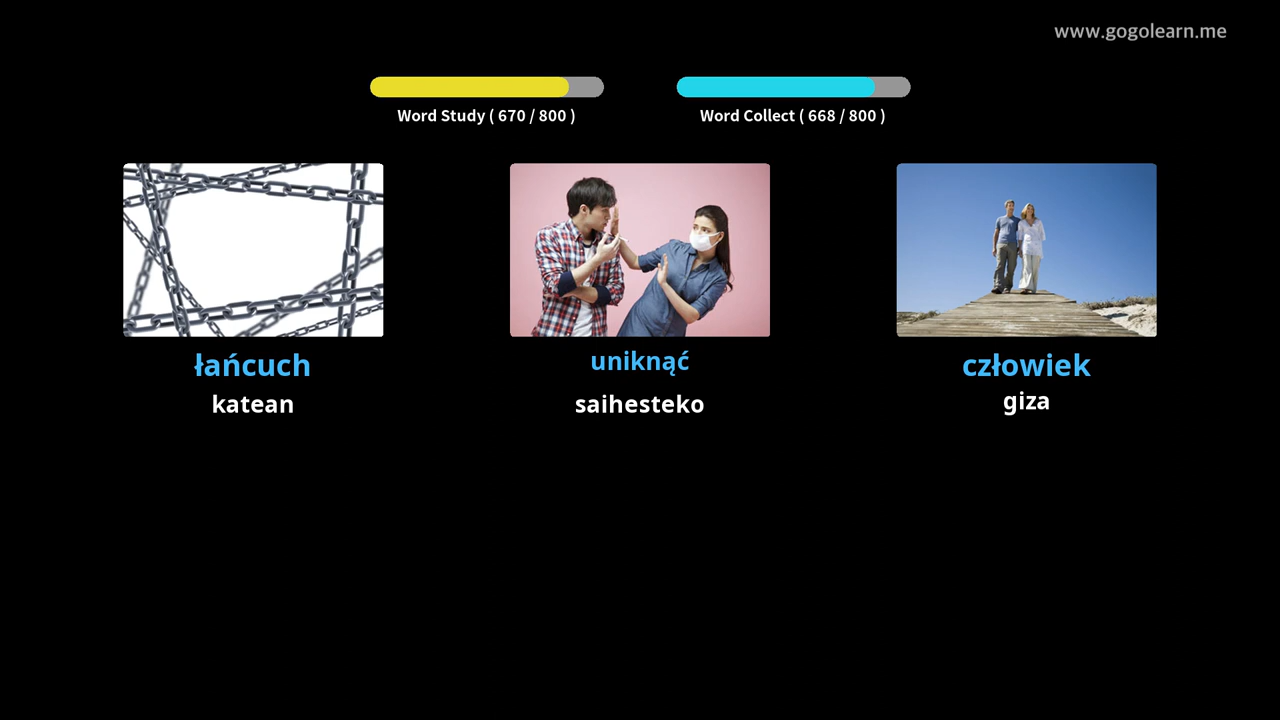 www.gogolearn.me
Word Study ( 670 / 800 )
Word Collect ( 668 / 800 )
łańcuch
katean
uniknąć
saihesteko
człowiek
giza